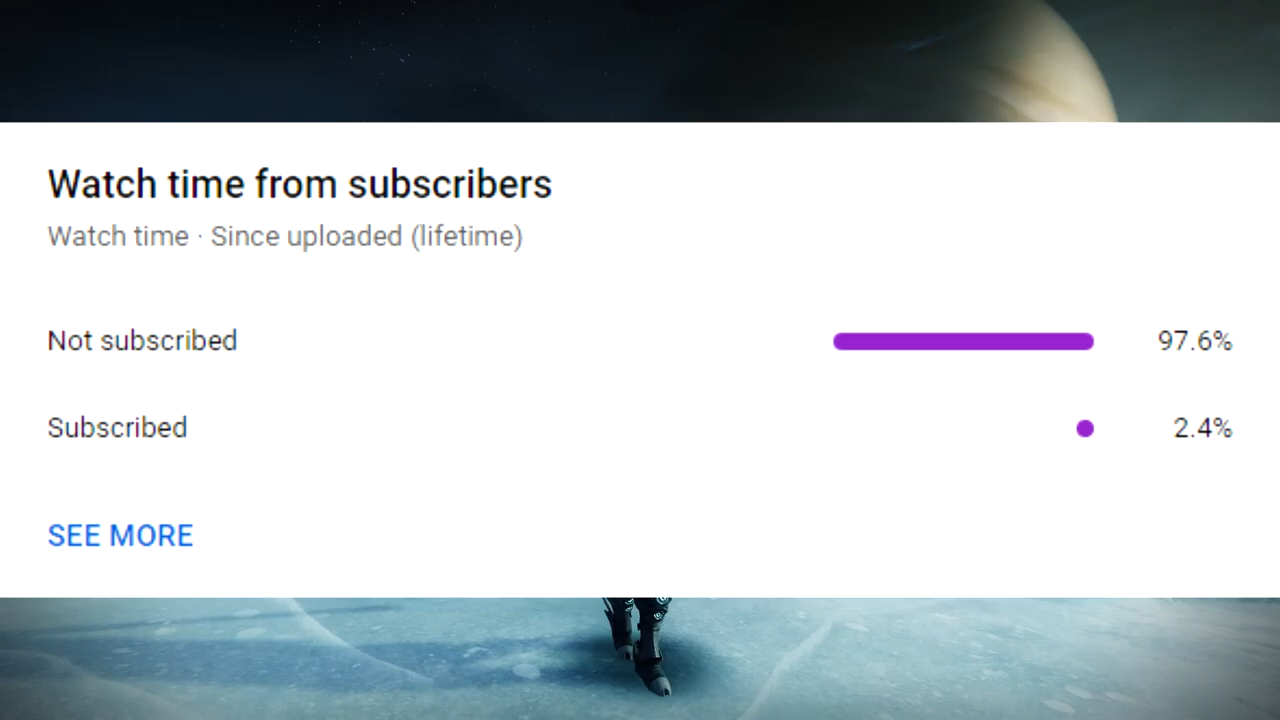 Watch time from subscribers
Watch time · Since uploaded (lifetime)
Not subscribed 97.6%
Subscribed 2.4%
SEE MORE